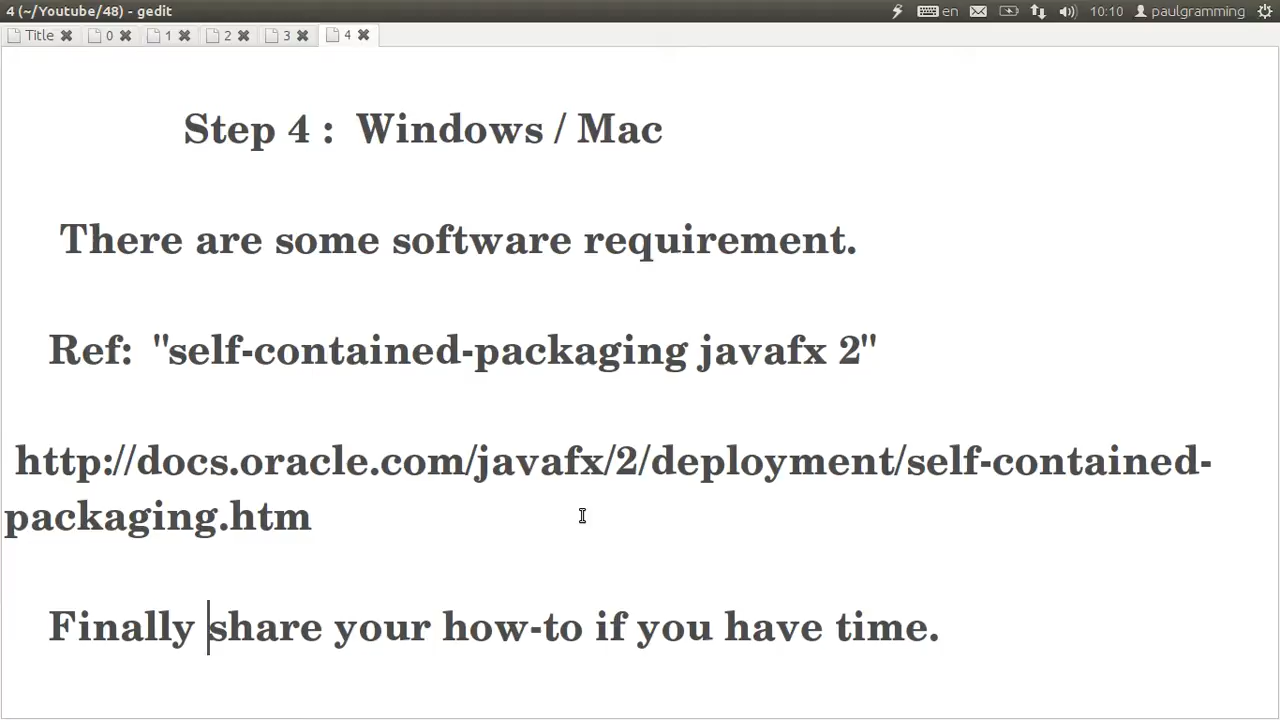 4 (~/Youtube/48) - gedit en 10:10 paulgramming
Title 0 1 2 3 4
Step 4 : Windows / Mac
There are some software requirement.
Ref: "self-contained-packaging javafx 2"
http://docs.oracle.com/javafx/2/deployment/self-contained-
packaging.htm
Finally share your how-to if you have time.